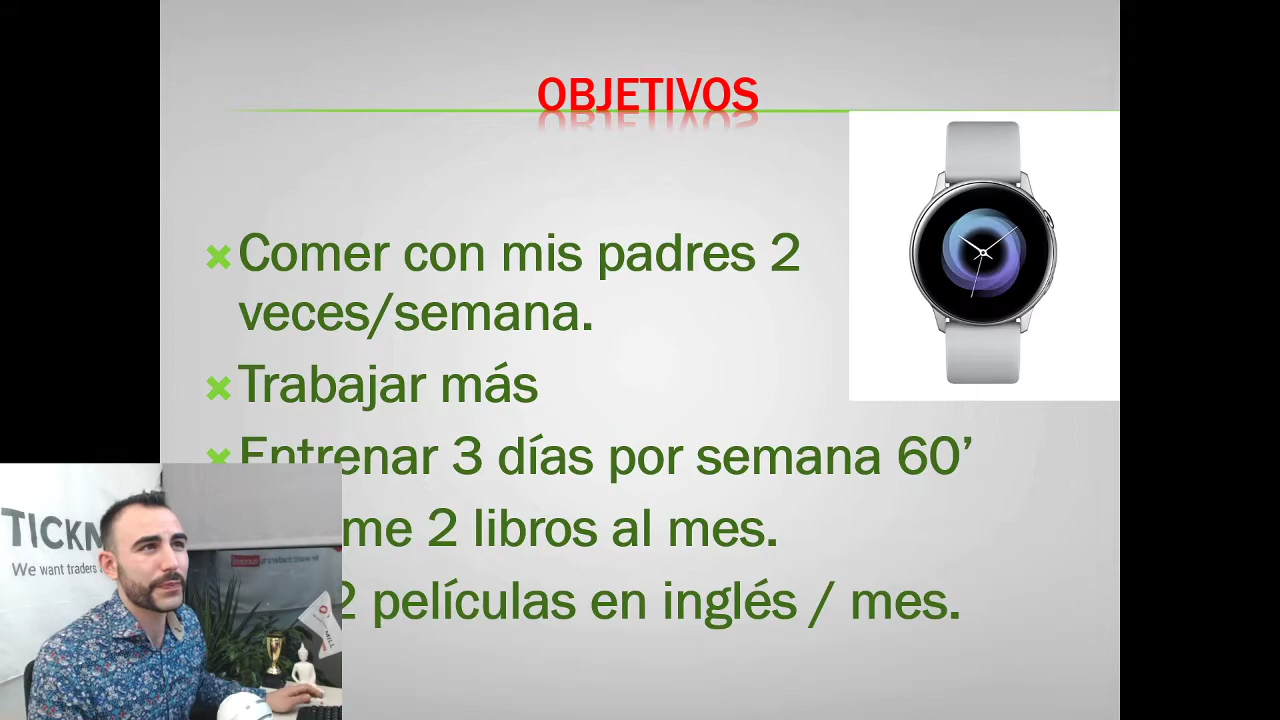 OBJETIVOS
Comer con mis padres 2
veces/semana.
Trabajar más
Entrenar 3 días por semana 60’
me 2 libros al mes.
2 películas en inglés / mes.
TICKM
We want traders
MILL